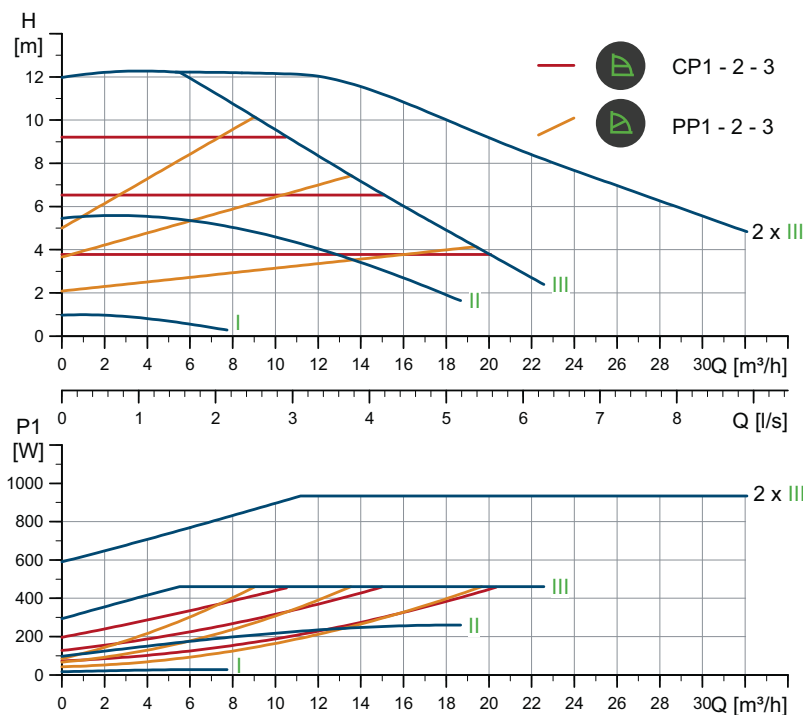 H
[m]
12
10
8
6
4
2
0
CP1 - 2 - 3
PP1 - 2 - 3
2 x III
III
II
I
0 2 4 6 8 10 12 14 16 18 20 22 24 26 28 30 Q [m³/h]
0 1 2 3 4 5 6 7 8 Q [l/s]
P1
[W]
1000
800
600
400
200
0
2 x III
III
II
I
0 2 4 6 8 10 12 14 16 18 20 22 24 26 28 30 Q [m³/h]